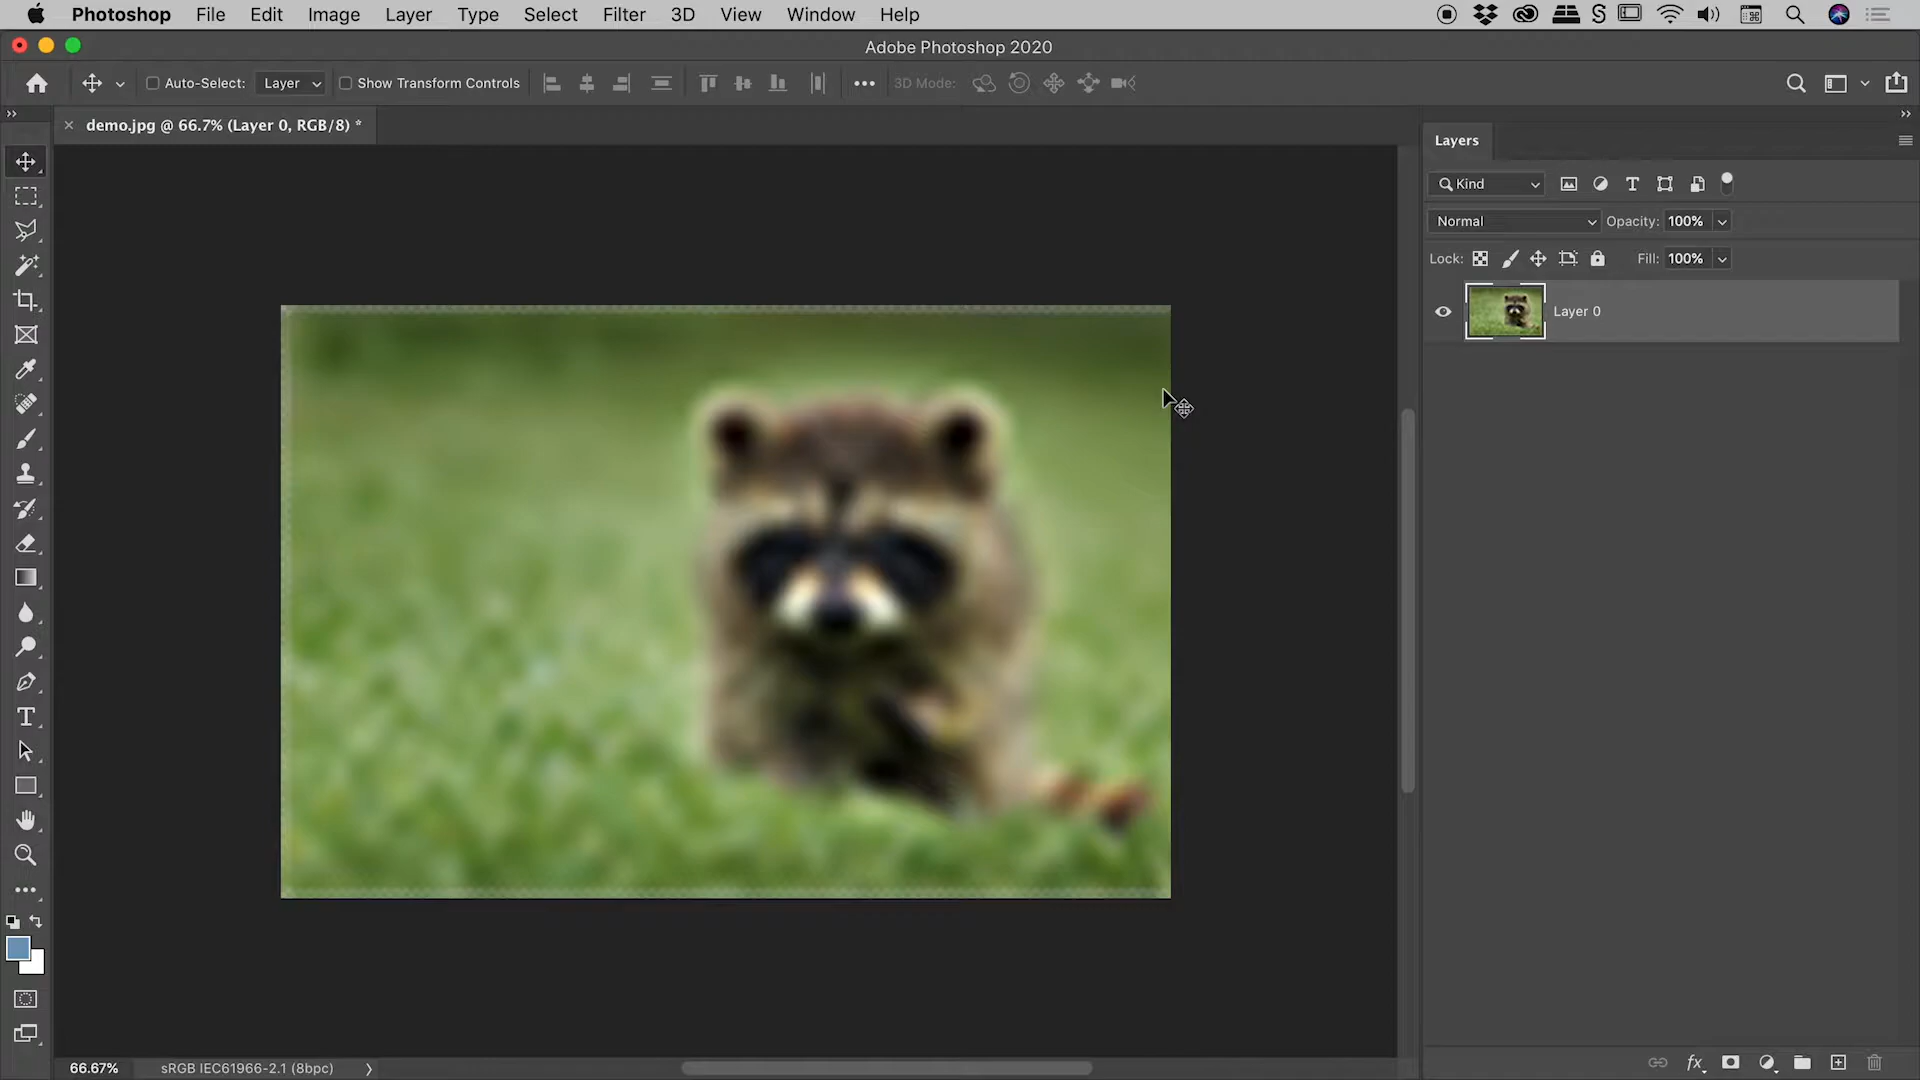 Photoshop File Edit Image Layer Type Select Filter 3D View Window Help
Adobe Photoshop 2020
Auto-Select: Layer Show Transform Controls 3D Mode:
demo.jpg @ 66.7% (Layer 0, RGB/8) *
Layers
Kind
Normal Opacity: 100%
Lock: Fill: 100%
Layer 0
66.67% sRGB IEC61966-2.1 (8bpc)